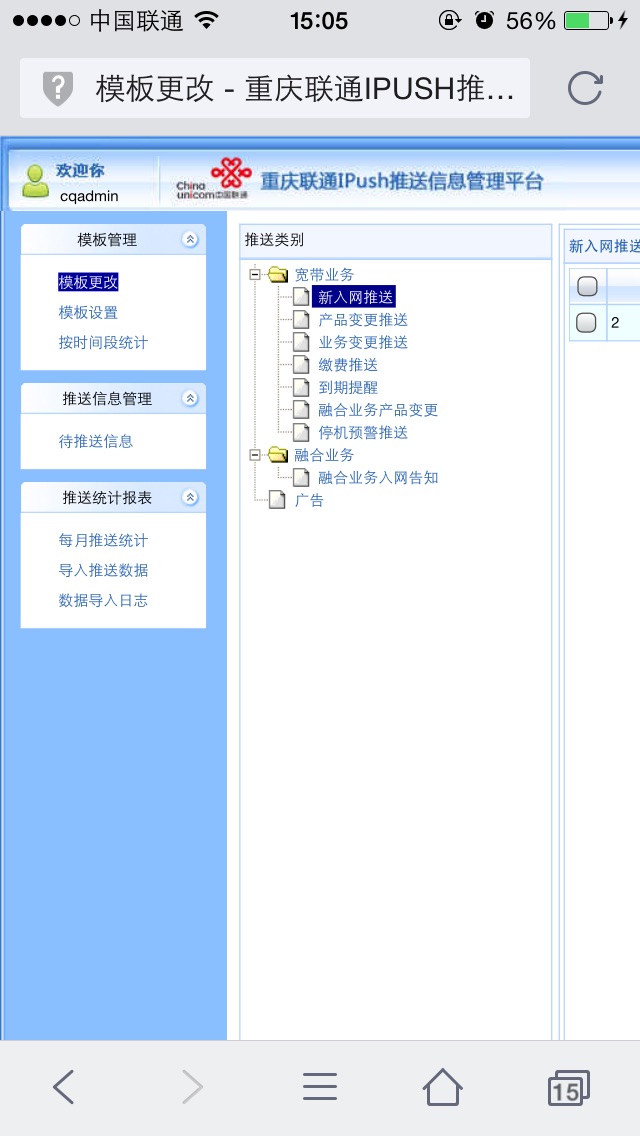 中国联通 15:05 56%
模板更改 - 重庆联通IPUSH推...
欢迎你
cqadmin
China
unicom中国联通
重庆联通IPush推送信息管理平台
模板管理
模板更改
模板设置
按时间段统计
推送信息管理
待推送信息
推送统计报表
每月推送统计
导入推送数据
数据导入日志
推送类别
宽带业务
新入网推送
产品变更推送
业务变更推送
缴费推送
到期提醒
融合业务产品变更
停机预警推送
融合业务
融合业务入网告知
广告
新入网推送
2
15